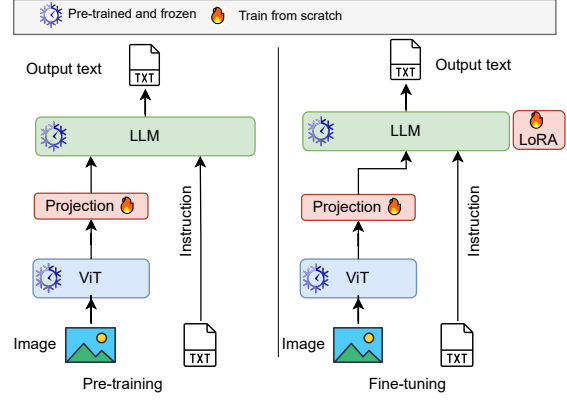 Pre-trained and frozen Train from scratch
Output text
TXT
LLM
Projection
Instruction
ViT
Image
TXT
Pre-training
TXT
Output text
LLM
LoRA
Projection
Instruction
ViT
Image
TXT
Fine-tuning